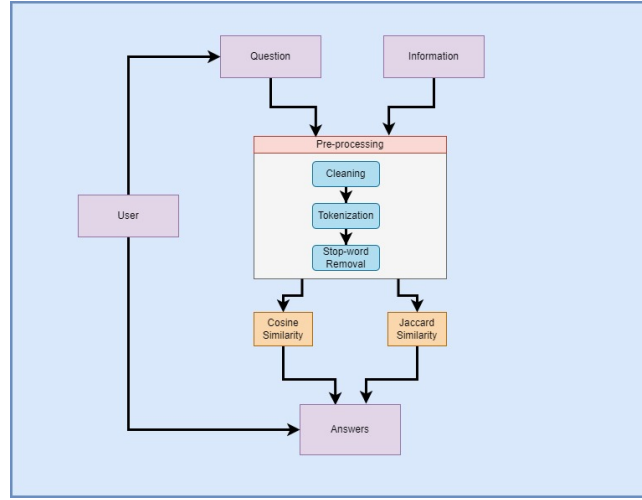 Question
Information
Pre-processing
Cleaning
User
Tokenization
Stop-word
Removal
Cosine
Similarity
Jaccard
Similarity
Answers